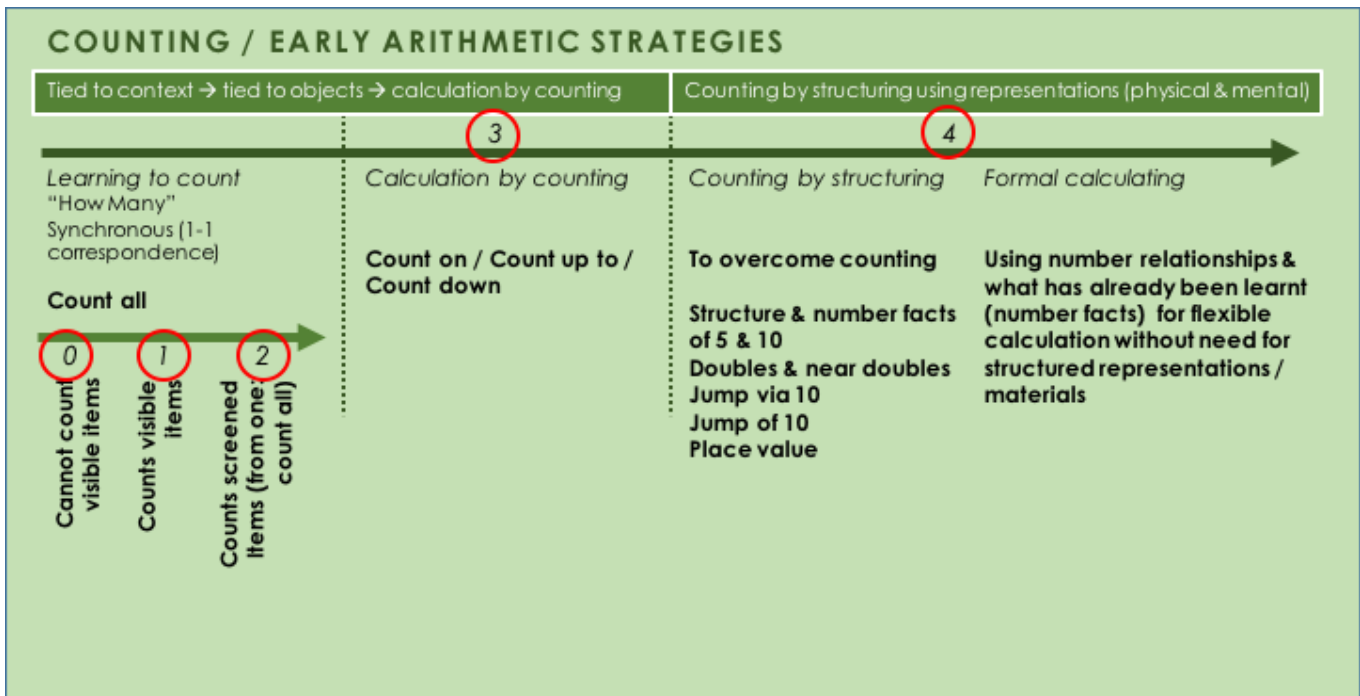 COUNTING / EARLY ARITHMETIC STRATEGIES
Tied to context → tied to objects → calculation by counting
Counting by structuring using representations (physical & mental)
3
4
Learning to count
"How Many"
Synchronous (1-1
correspondence)
Count all
0
1
2
Cannot count
visible items
Counts visible
items
Counts screened
Items (from one:
count all)
Calculation by counting
Count on / Count up to /
Count down
Counting by structuring
To overcome counting
Structure & number facts
of 5 & 10
Doubles & near doubles
Jump via 10
Jump of 10
Place value
Formal calculating
Using number relationships &
what has already been learnt
(number facts) for flexible
calculation without need for
structured representations /
materials